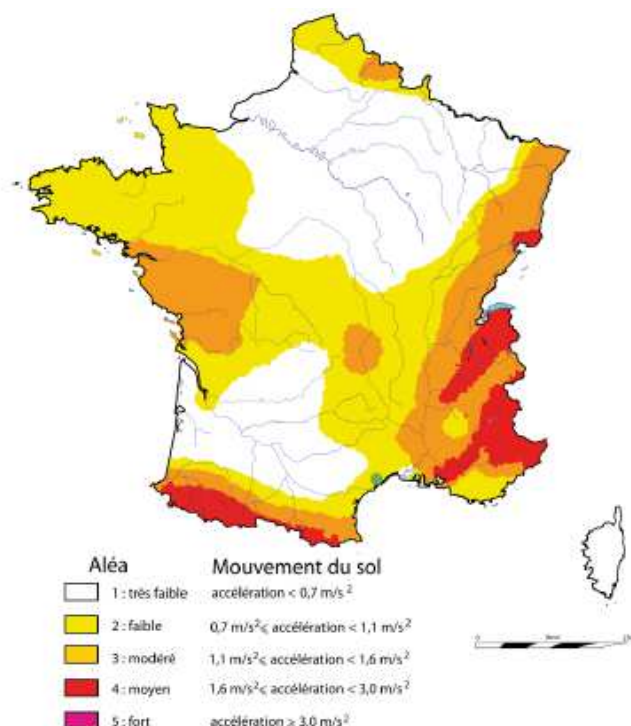 Aléa Mouvement du sol
1 : très faible accélération < 0,7 m/s²
2 : faible 0,7 m/s² ⩽ accélération < 1,1 m/s²
3 : modéré 1,1 m/s² ⩽ accélération < 1,6 m/s²
4 : moyen 1,6 m/s² ⩽ accélération < 3,0 m/s²
5 : fort accélération ⩾ 3,0 m/s²